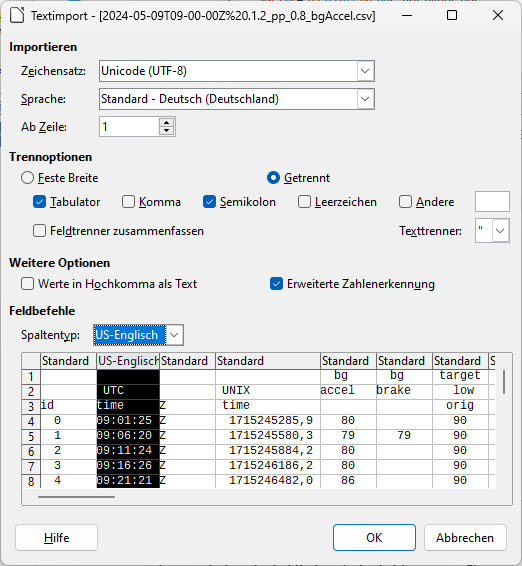 Textimport - [2024-05-09T09-00-00Z%20.1.2_pp_0.8_bgAccel.csv]
Importieren
Zeichensatz: Unicode (UTF-8)
Sprache: Standard - Deutsch (Deutschland)
Ab Zeile: 1
Trennoptionen
Feste Breite Getrennt
Tabulator Komma Semikolon Leerzeichen Andere
Feldtrenner zusammenfassen Texttrenner: "
Weitere Optionen
Werte in Hochkomma als Text Erweiterte Zahlenerkennung
Feldbefehle
Spaltentyp: US-Englisch
Standard US-Englisch Standard Standard Standard Standard Standard S
1 bg bg target
2 UTC UNIX accel brake low
3 id time Z time orig
4 0 09:01:25 Z 1715245285,9 80 90
5 1 09:06:20 Z 1715245580,3 79 79 90
6 2 09:11:24 Z 1715245884,2 80 90
7 3 09:16:26 Z 1715246186,2 80 90
8 4 09:21:21 Z 1715246482,0 86 90
Hilfe OK Abbrechen